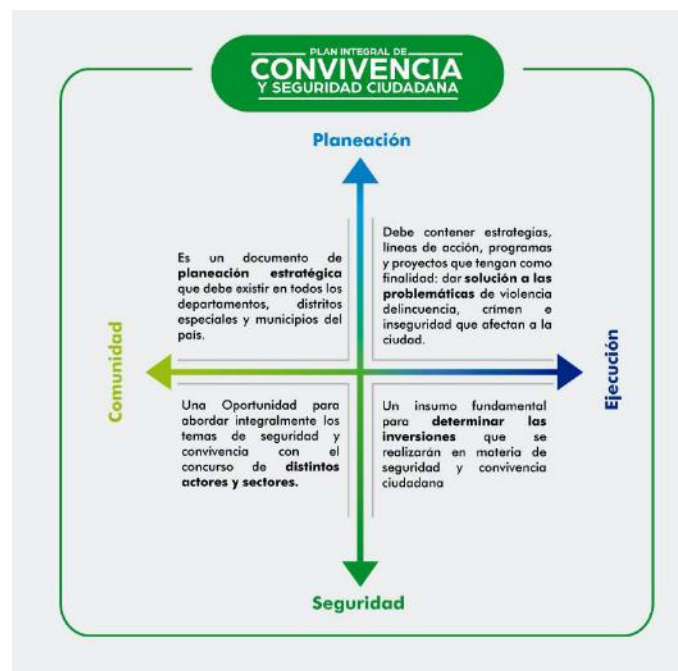 PLAN INTEGRAL DE
CONVIVENCIA
Y SEGURIDAD CIUDADANA
Planeación
Es un documento de
planeación estratégica
que debe existir en todos los
departamentos, distritos
especiales y municipios del
país.
Debe contener estrategias,
líneas de acción, programas
y proyectos que tengan como
finalidad: dar solución a las
problemáticas de violencia
delincuencia, crímen e
inseguridad que afectan a la
ciudad.
Comunidad
Ejecución
Una Oportunidad para
abordar integralmente los
temas de seguridad y
convivencia con el
concurso de distintos
actores y sectores.
Un insumo fundamental
para determinar las
inversiones que se
realizarán en materia de
seguridad y convivencia
ciudadana
Seguridad